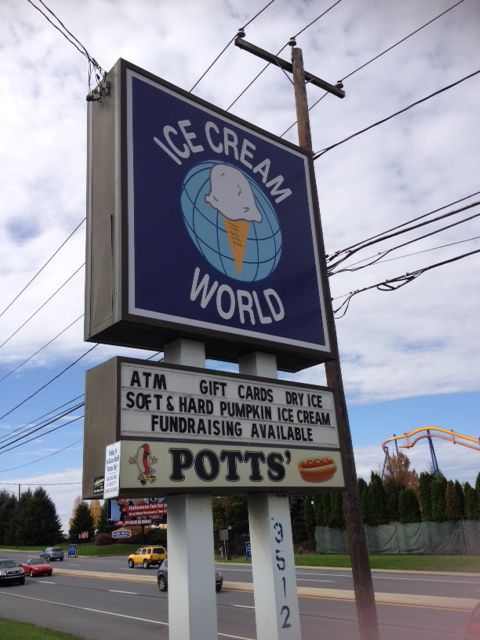 ICE CREAM
WORLD
ATM GIFT CARDS DRY ICE
SOFT & HARD PUMPKIN ICE CREAM
FUNDRAISING AVAILABLE
POTTS'
3512